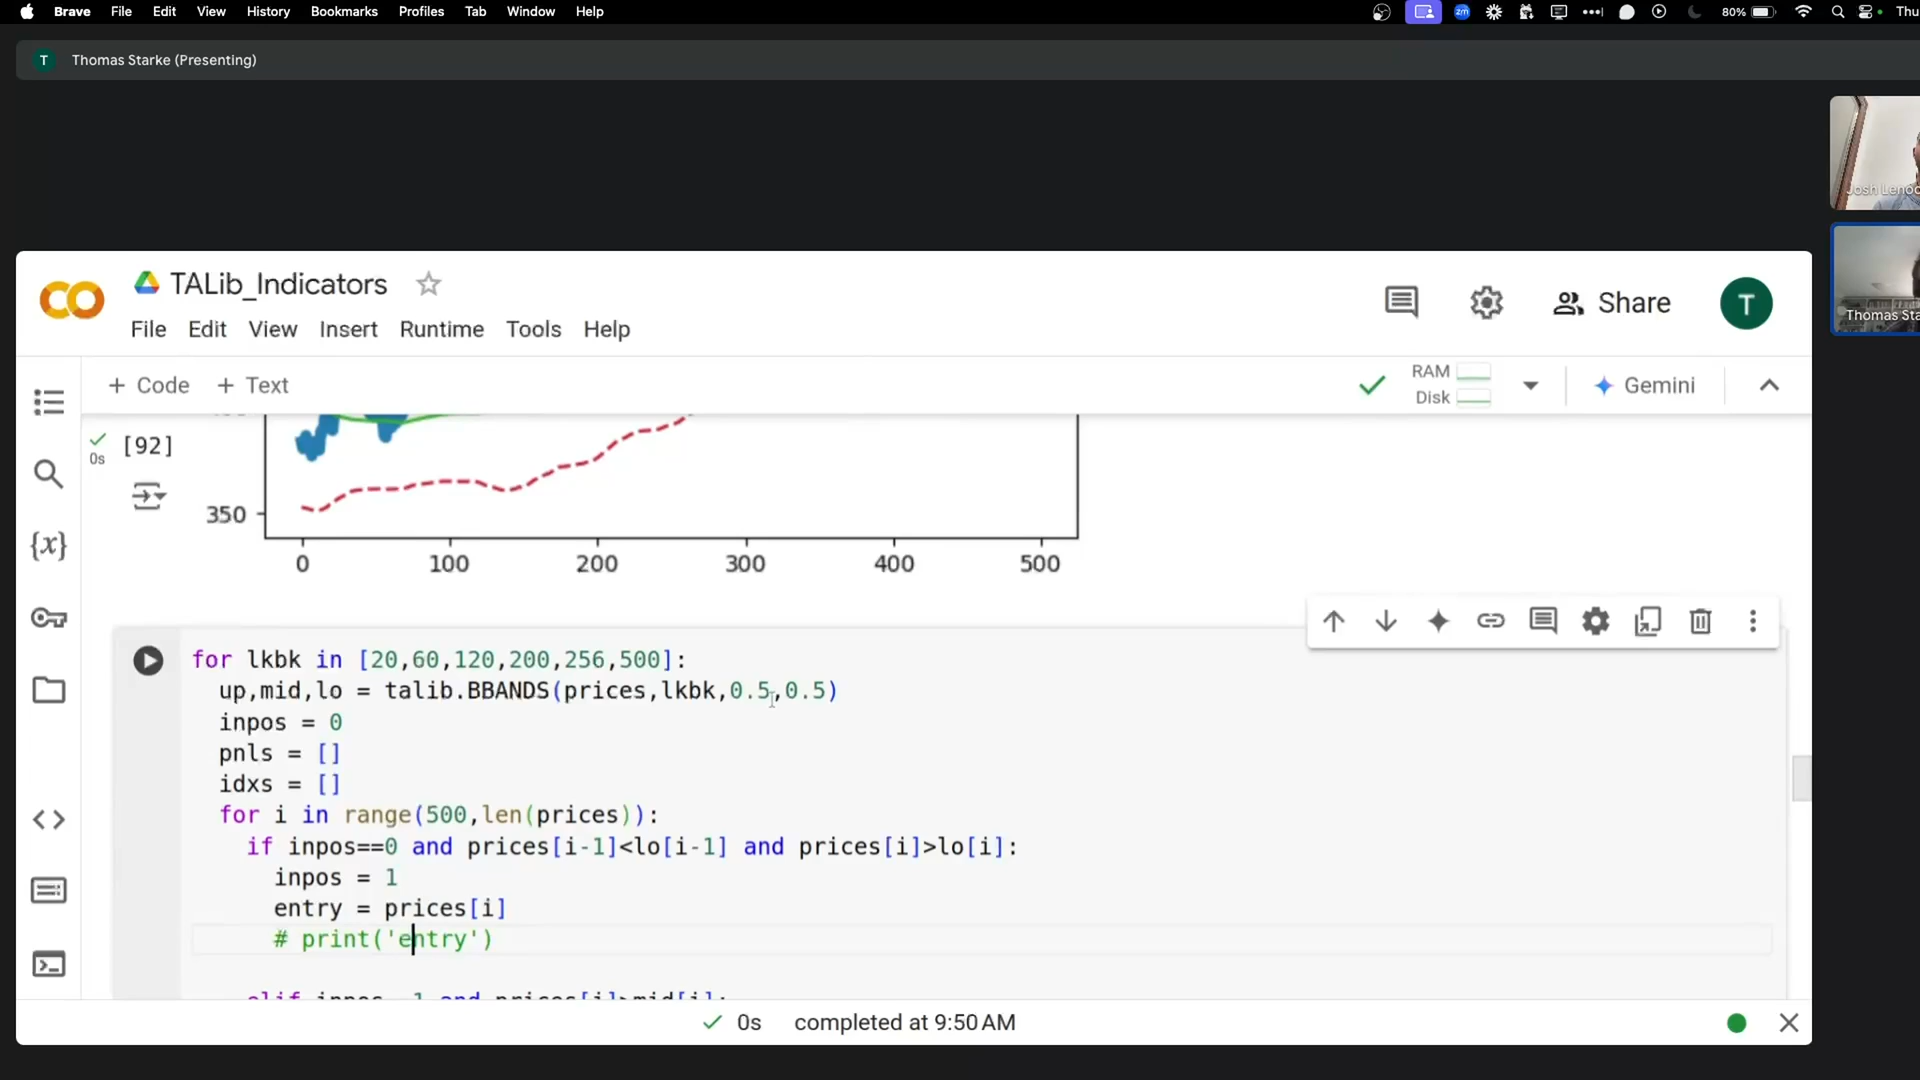 Brave File Edit View History Bookmarks Profiles Tab Window Help
zm 80% Thu
T Thomas Starke (Presenting)
Thomas Sta
TALib_Indicators
File Edit View Insert Runtime Tools Help
Share T
+ Code + Text
RAM
Disk
Gemini
[92]
0s
350
0 100 200 300 400 500
{x}
for lkbk in [20,60,120,200,256,500]:
up,mid,lo = talib.BBANDS(prices,lkbk,0.5,0.5)
inpos = 0
pnls = []
idxs = []
for i in range(500,len(prices)):
if inpos==0 and prices[i-1]<lo[i-1] and prices[i]>lo[i]:
inpos = 1
entry = prices[i]
# print('entry')
0s completed at 9:50 AM